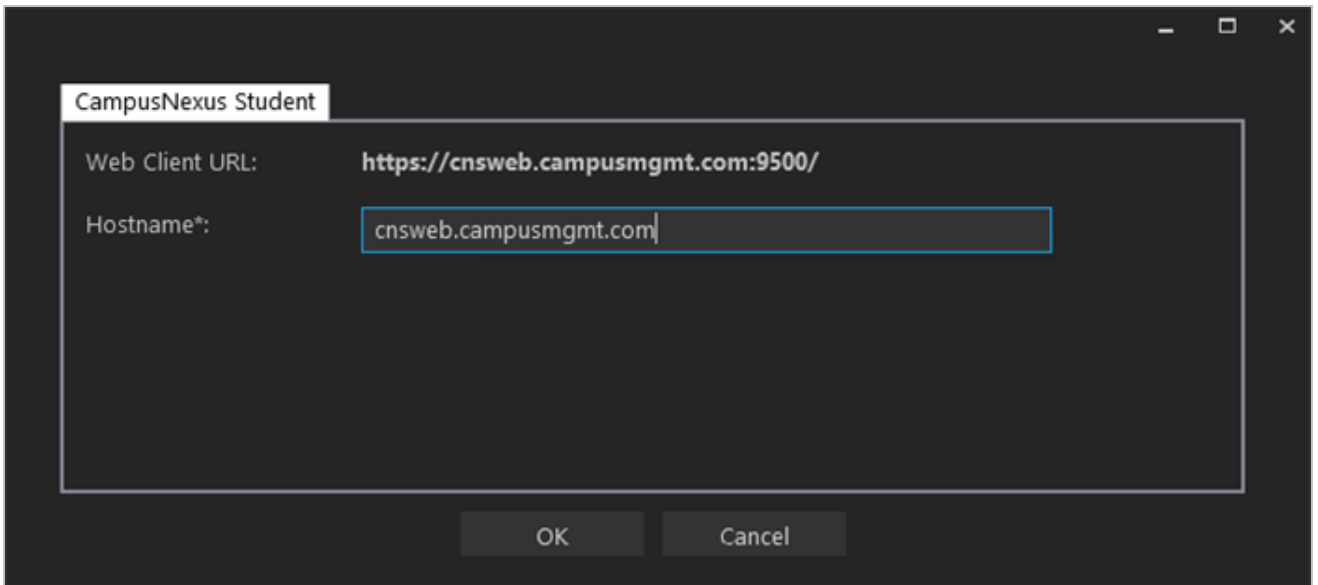 CampusNexus Student
Web Client URL: https://cnsweb.campusmgmt.com:9500/
Hostname*: cnsweb.campusmgmt.com
OK Cancel